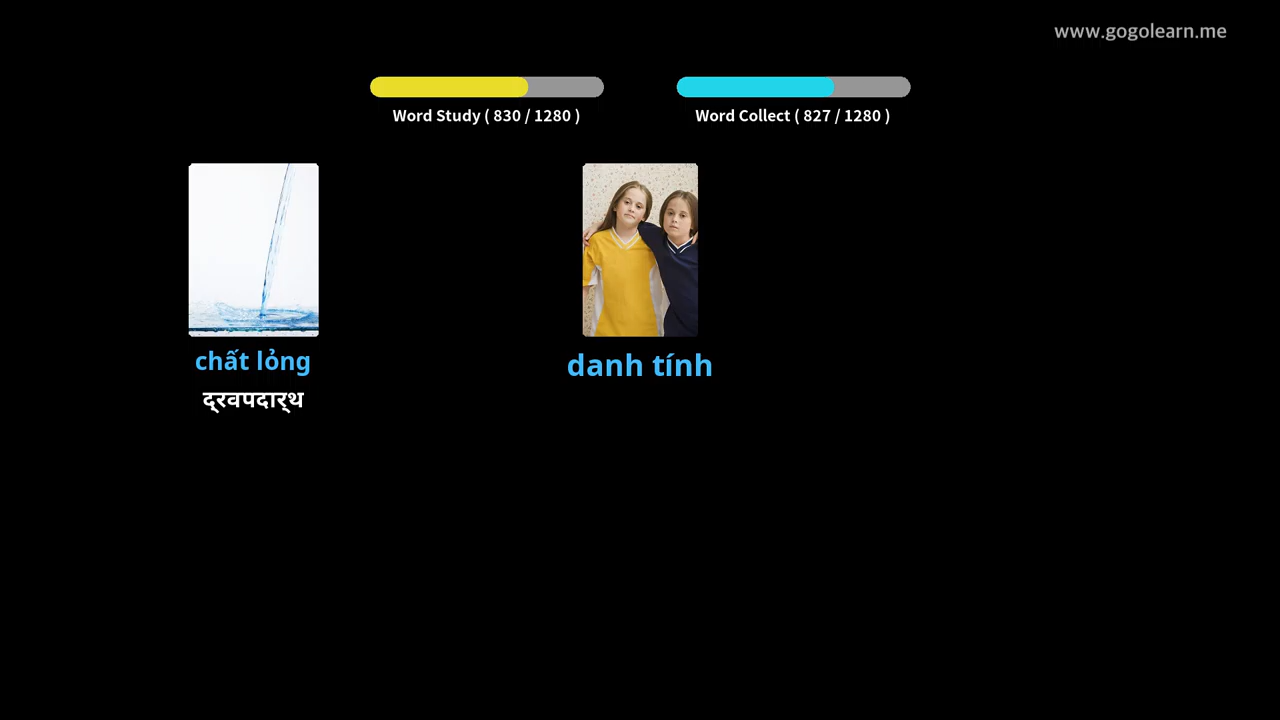 www.gogolearn.me
Word Study ( 830 / 1280 )
Word Collect ( 827 / 1280 )
chất lỏng
द्रवपदार्थ
danh tính